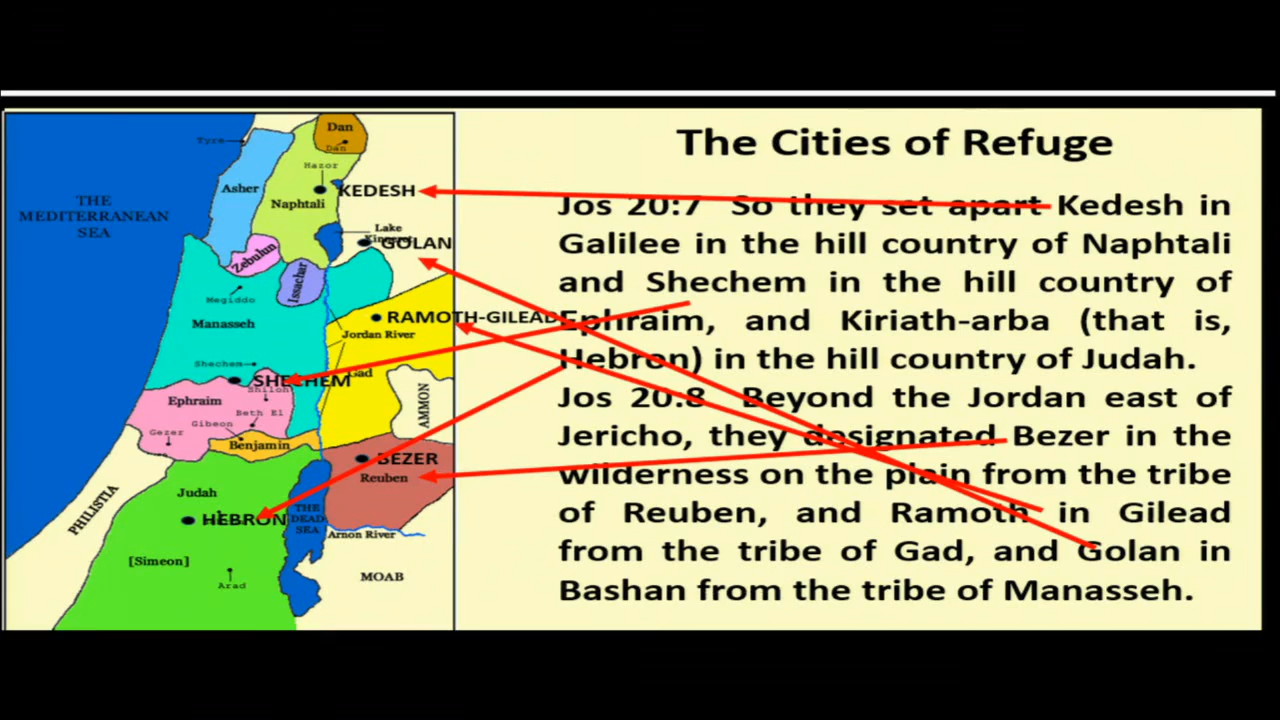 The Cities of Refuge
Jos 20:7 So they set apart Kedesh in
Galilee in the hill country of Naphtali
and Shechem in the hill country of
Ephraim, and Kiriath-arba (that is,
Hebron) in the hill country of Judah.
Jos 20:8 Beyond the Jordan east of
Jericho, they designated Bezer in the
wilderness on the plain from the tribe
of Reuben, and Ramoth in Gilead
from the tribe of Gad, and Golan in
Bashan from the tribe of Manasseh.
Dan
Dan
Tyre
Hazor
Asher
KEDESH
Naphtali
THE
MEDITERRANEAN
SEA
Lake
GOLAN
Zebulun
Issachar
Megiddo
Manasseh
RAMOTH-GILEAD
Jordan River
Shechem
SHECHEM
Gad
Shiloh
Ephraim
AMMON
Beth El
Gibeon
Gezer
Benjamin
BEZER
Reuben
Judah
PHILISTIA
HEBRON
THE
DEAD
SEA
Arnon River
[Simeon]
MOAB
Arad